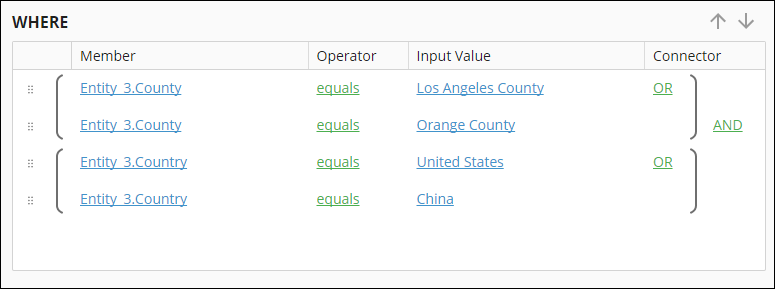 WHERE
Member Operator Input Value Connector
Entity_3.County equals Los Angeles County OR
Entity_3.County equals Orange County AND
Entity_3.Country equals United States OR
Entity_3.Country equals China